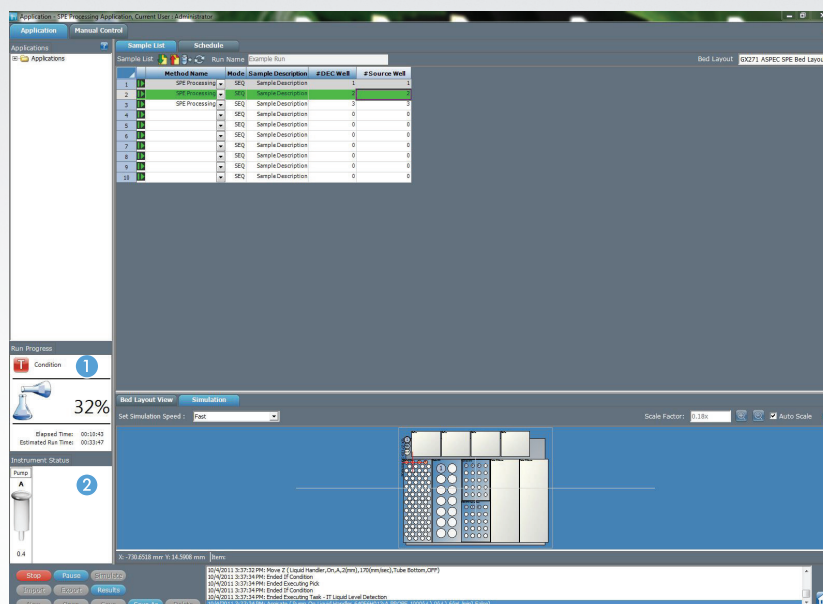 Application - SPE Processing Application, Current User : Administrator
Application Manual Control
Applications
Applications
Sample List Schedule
Sample List Run Name Example Run Bed Layout GX271 ASPEC SPE Bed Layou
Method Name Mode Sample Description #DEC Well #Source Well
1 SPE Processing SEQ Sample Description 1 1
2 SPE Processing SEQ Sample Description 2 2
3 SPE Processing SEQ Sample Description 3 3
4 SEQ Sample Description 0 0
5 SEQ Sample Description 0 0
6 SEQ Sample Description 0 0
7 SEQ Sample Description 0 0
8 SEQ Sample Description 0 0
9 SEQ Sample Description 0 0
10 SEQ Sample Description 0 0
Run Progress
T Condition 1
32%
Elapsed Time: 00:10:43
Estimated Run Time: 00:33:47
Instrument Status
Pump
A
2
0.4
Bed Layout View Simulation
Set Simulation Speed : Fast Scale Factor: 0.18x Auto Scale
X: -730.6518 mm Y: 14.5908 mm Item:
Stop Pause Simulate
Import Export Results
10/4/2011 3:37:32 PM: Move Z (Liquid Handler,On,A,2(mm),170(mm/sec),Tube Bottom,OFF)
10/4/2011 3:37:34 PM: Ended If Condition
10/4/2011 3:37:34 PM: Ended Executing Pick
10/4/2011 3:37:34 PM: Ended If Condition
10/4/2011 3:37:34 PM: Ended Executing Task - IT Liquid Level Detection